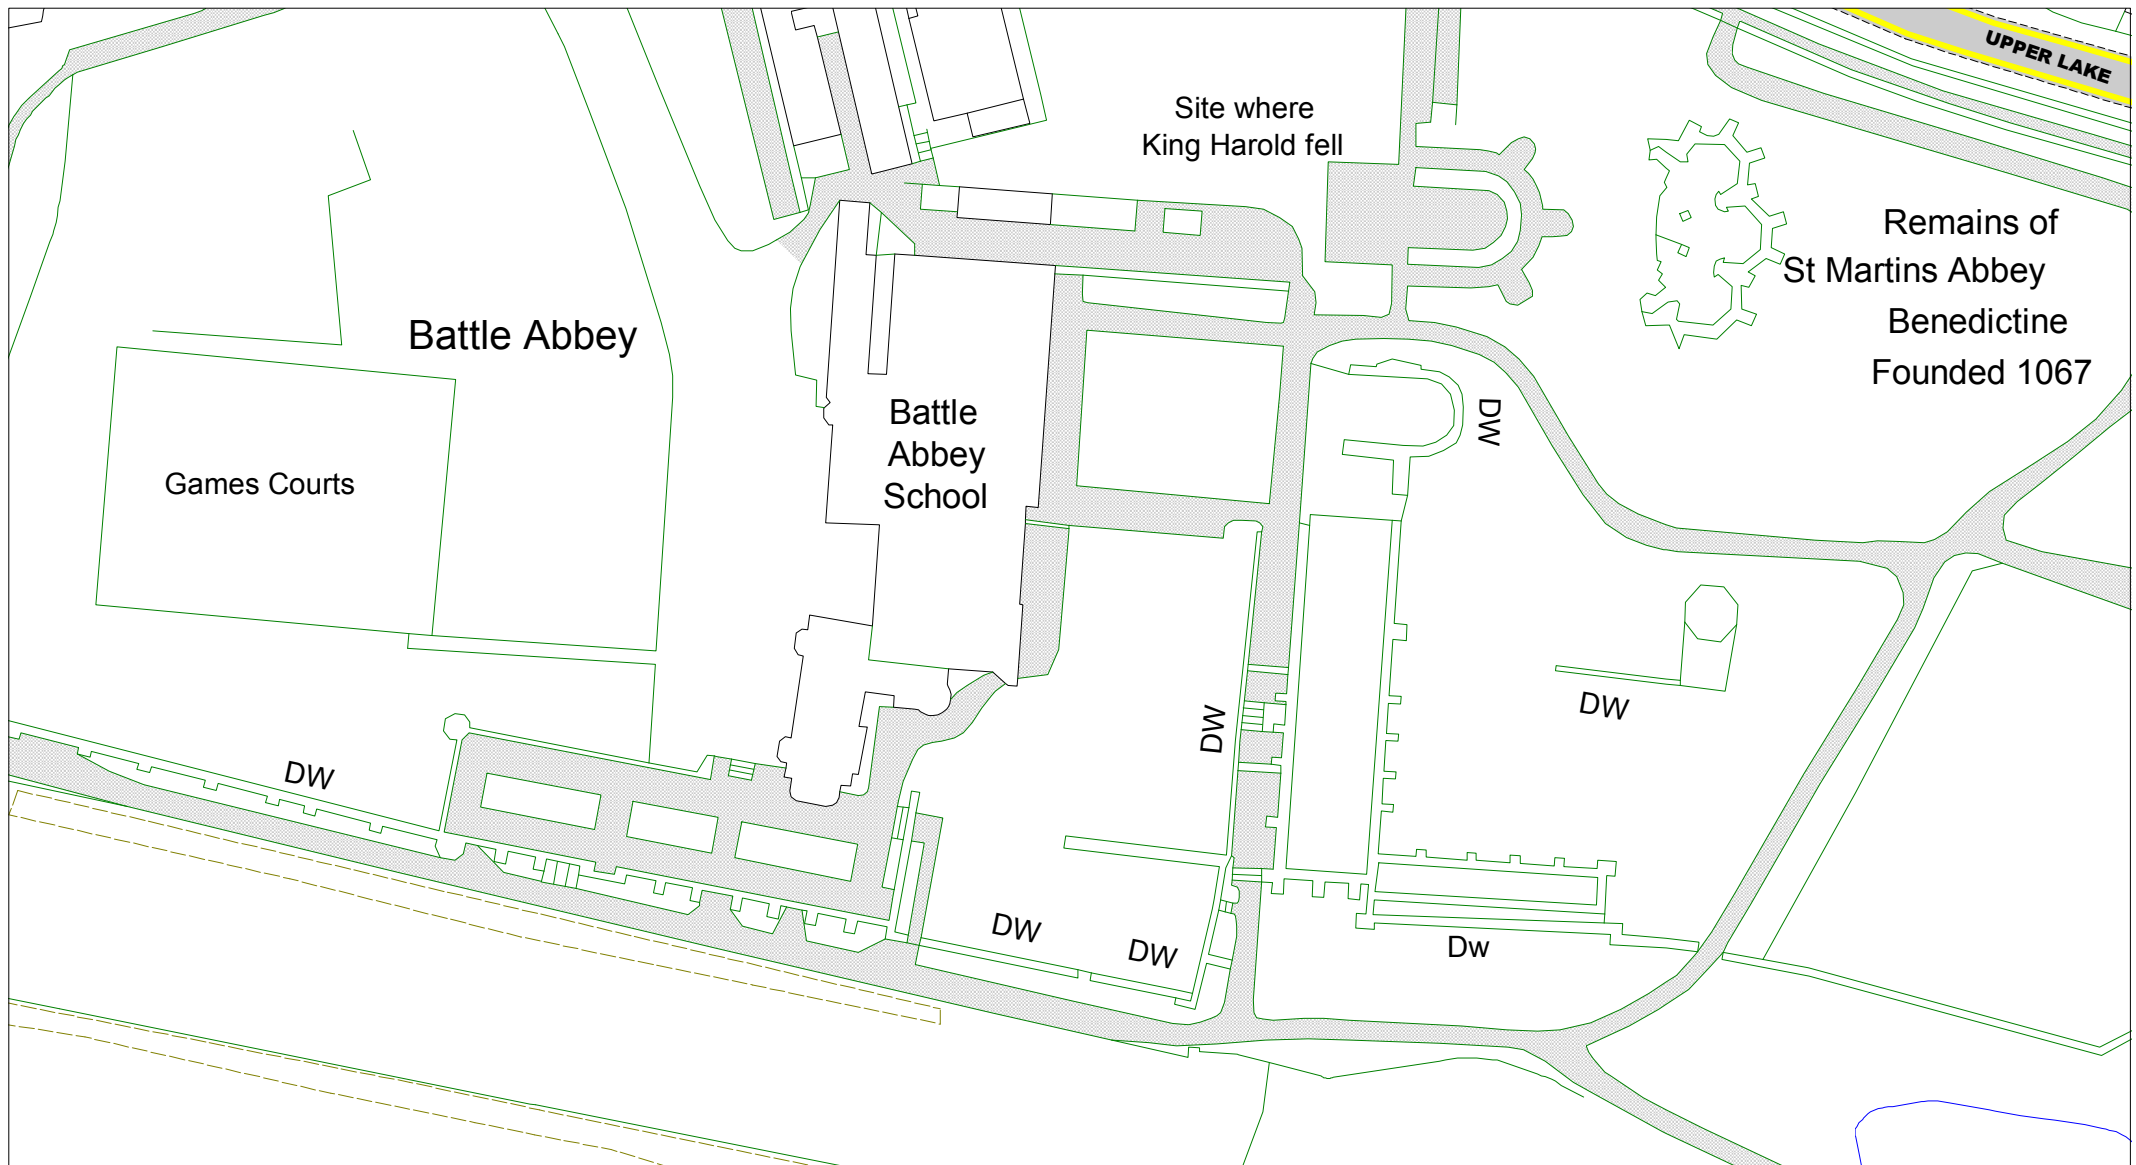 UPPER LAKE
Site where
King Harold fell
Remains of
St Martins Abbey
Benedictine
Founded 1067
Battle Abbey
Battle
Abbey
School
DW
Games Courts
DW
DW
DW
DW
DW
Dw